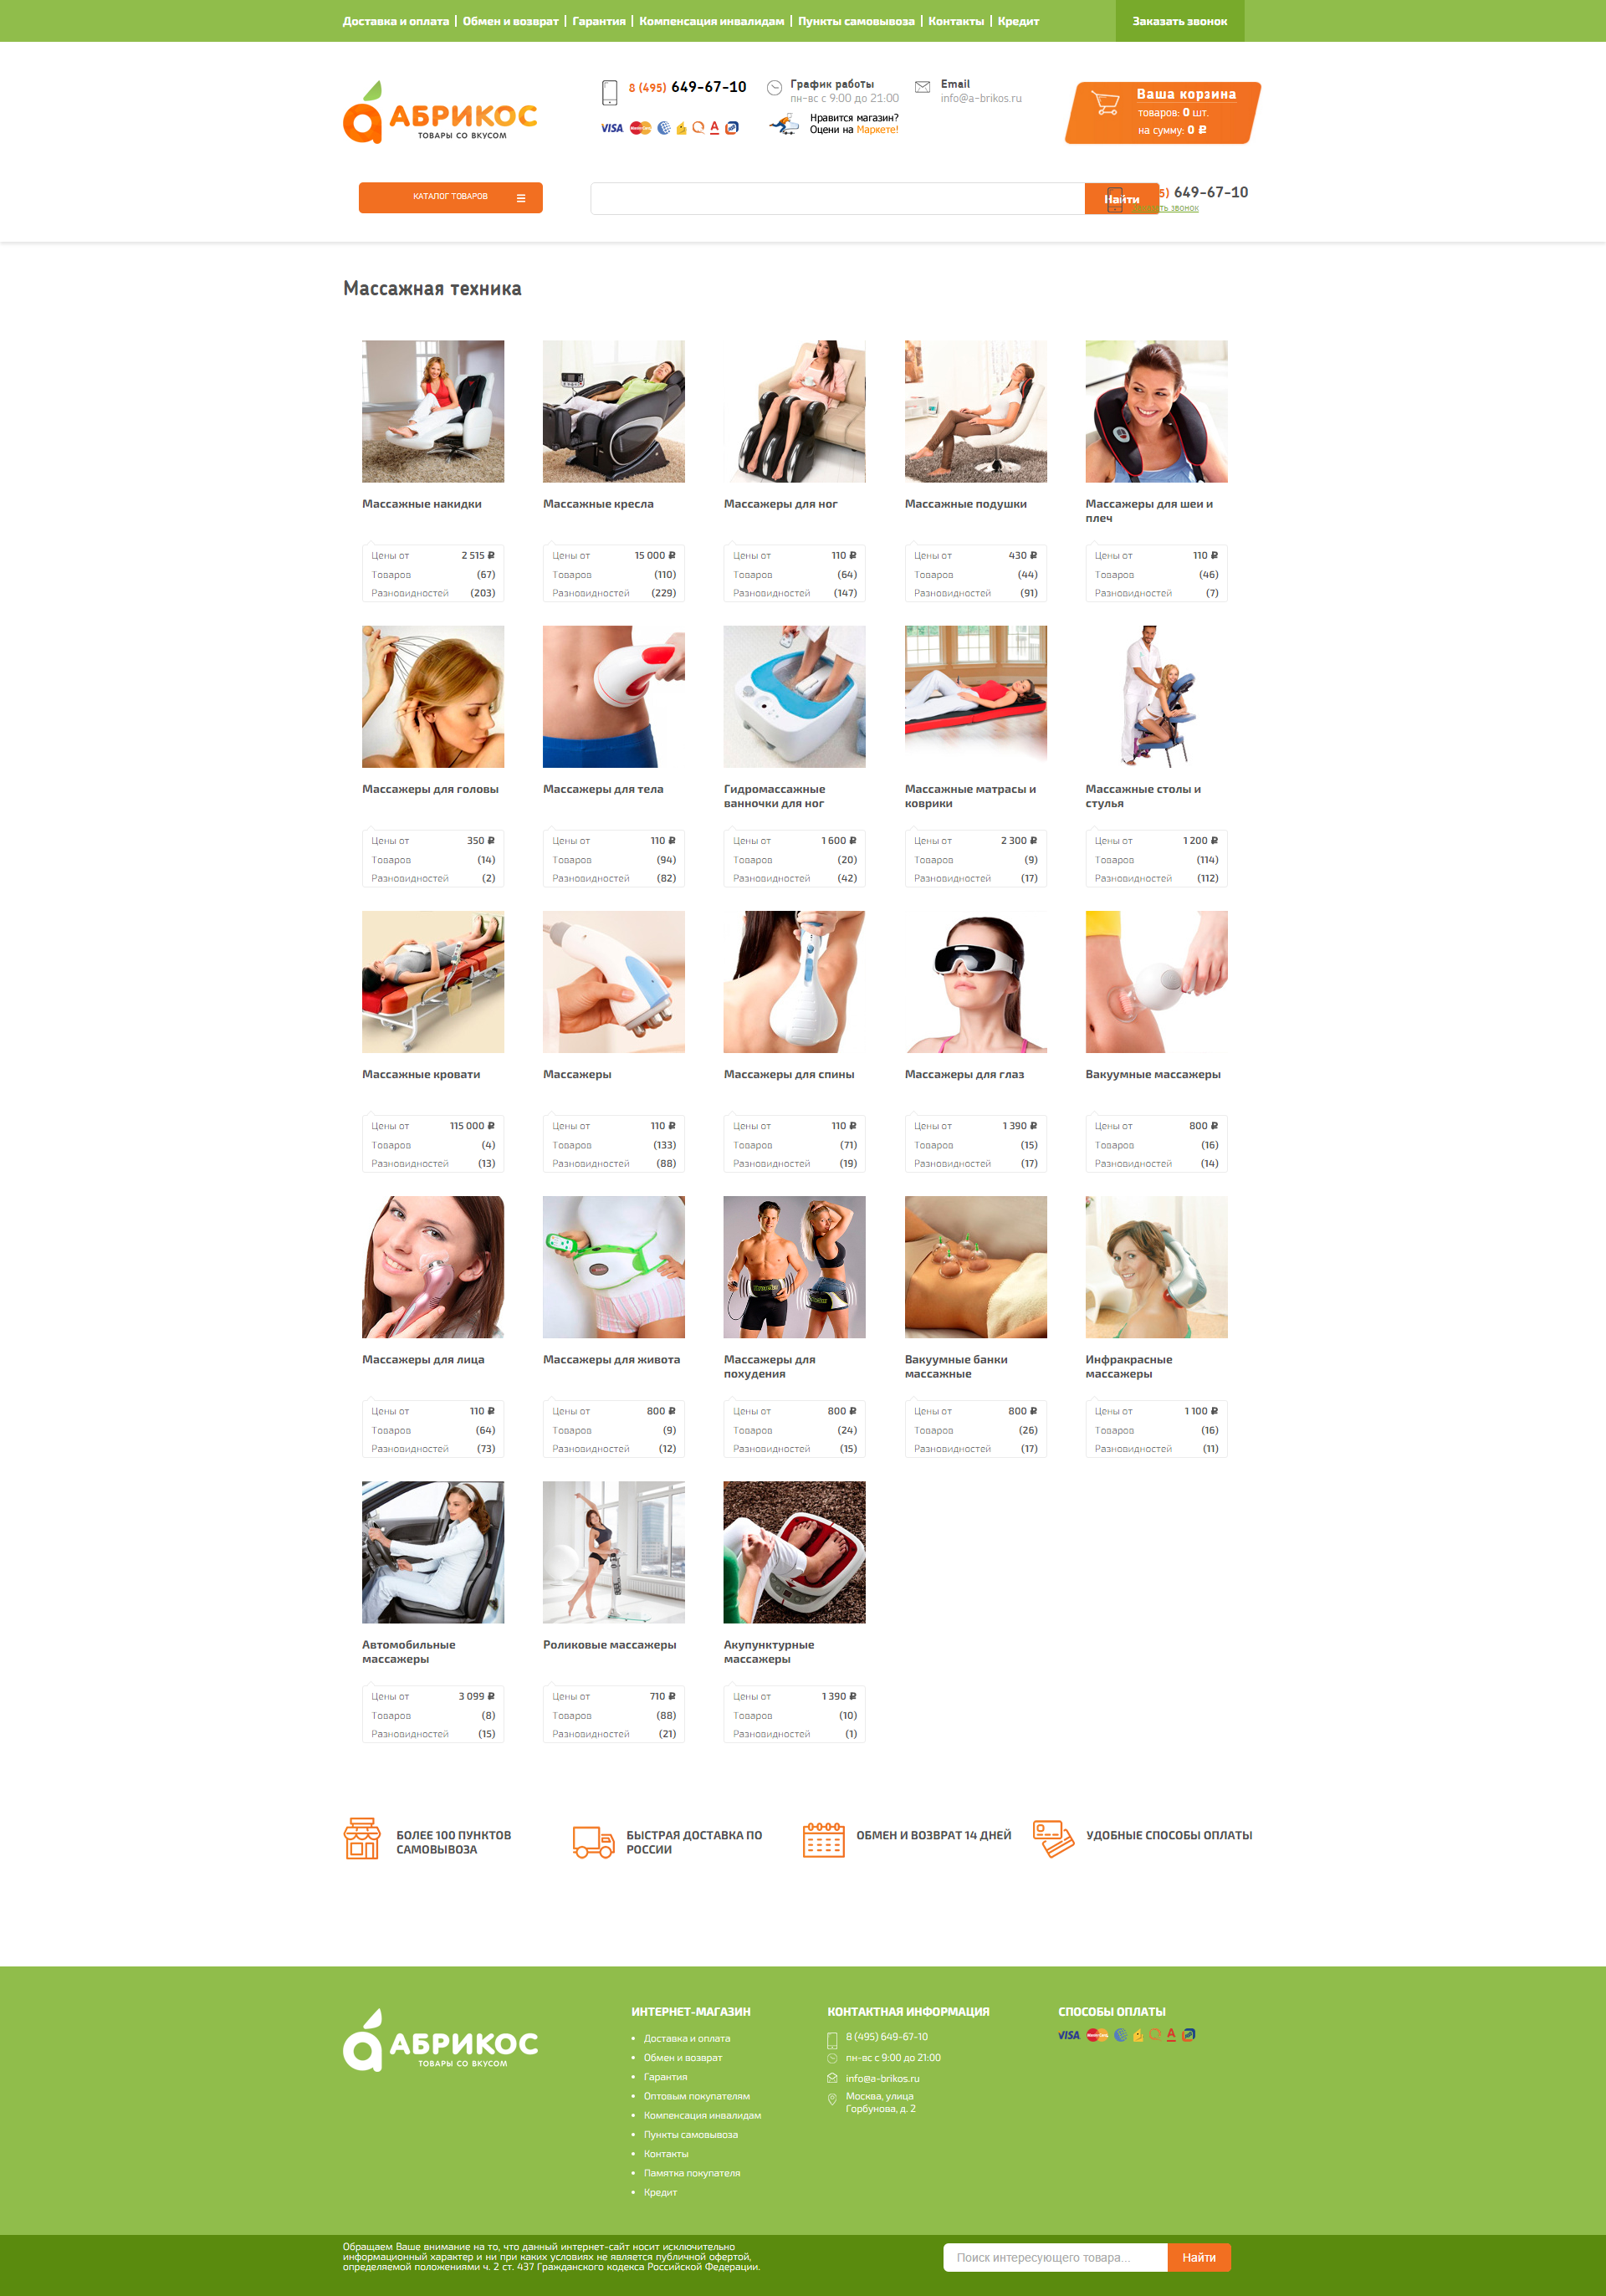 Доставка и оплата | Обмен и возврат | Гарантия | Компенсация инвалидам | Пункты самовывоза | Контакты | Кредит
Заказать звонок
АБРИКОС
ТОВАРЫ СО ВКУСОМ
8 (495) 649-67-10
График работы
пн-вс с 9:00 до 21:00
Email
info@a-brikos.ru
VISA
Нравится магазин?
Оцени на Маркете!
Ваша корзина
товаров: 0 шт.
на сумму: 0 ₽
КАТАЛОГ ТОВАРОВ
Найти
5) 649-67-10
звонок
Массажная техника
Массажные накидки
Цены от 2 515 ₽
Товаров (67)
Разновидностей (203)
Массажные кресла
Цены от 15 000 ₽
Товаров (110)
Разновидностей (229)
Массажеры для ног
Цены от 110 ₽
Товаров (64)
Разновидностей (147)
Массажные подушки
Цены от 430 ₽
Товаров (44)
Разновидностей (91)
Массажеры для шеи и
плеч
Цены от 110 ₽
Товаров (46)
Разновидностей (7)
Массажеры для головы
Цены от 350 ₽
Товаров (14)
Разновидностей (2)
Массажеры для тела
Цены от 110 ₽
Товаров (94)
Разновидностей (82)
Гидромассажные
ванночки для ног
Цены от 1 600 ₽
Товаров (20)
Разновидностей (42)
Массажные матрасы и
коврики
Цены от 2 300 ₽
Товаров (9)
Разновидностей (17)
Массажные столы и
стулья
Цены от 1 200 ₽
Товаров (114)
Разновидностей (112)
Массажные кровати
Цены от 115 000 ₽
Товаров (4)
Разновидностей (13)
Массажеры
Цены от 110 ₽
Товаров (133)
Разновидностей (88)
Массажеры для спины
Цены от 110 ₽
Товаров (71)
Разновидностей (19)
Массажеры для глаз
Цены от 1 390 ₽
Товаров (15)
Разновидностей (17)
Вакуумные массажеры
Цены от 800 ₽
Товаров (16)
Разновидностей (14)
Массажеры для лица
Цены от 110 ₽
Товаров (64)
Разновидностей (73)
Массажеры для живота
Цены от 800 ₽
Товаров (9)
Разновидностей (12)
Массажеры для
похудения
Цены от 800 ₽
Товаров (24)
Разновидностей (15)
Вакуумные банки
массажные
Цены от 800 ₽
Товаров (26)
Разновидностей (17)
Инфракрасные
массажеры
Цены от 1 100 ₽
Товаров (16)
Разновидностей (11)
Автомобильные
массажеры
Цены от 3 099 ₽
Товаров (8)
Разновидностей (15)
Роликовые массажеры
Цены от 710 ₽
Товаров (88)
Разновидностей (21)
Акупунктурные
массажеры
Цены от 1 390 ₽
Товаров (10)
Разновидностей (1)
БОЛЕЕ 100 ПУНКТОВ
САМОВЫВОЗА
БЫСТРАЯ ДОСТАВКА ПО
РОССИИ
ОБМЕН И ВОЗВРАТ 14 ДНЕЙ
УДОБНЫЕ СПОСОБЫ ОПЛАТЫ
АБРИКОС
ТОВАРЫ СО ВКУСОМ
ИНТЕРНЕТ-МАГАЗИН
Доставка и оплата
Обмен и возврат
Гарантия
Оптовым покупателям
Компенсация инвалидам
Пункты самовывоза
Контакты
Памятка покупателя
Кредит
КОНТАКТНАЯ ИНФОРМАЦИЯ
8 (495) 649-67-10
пн-вс с 9:00 до 21:00
info@a-brikos.ru
Москва, улица
Горбунова, д. 2
СПОСОБЫ ОПЛАТЫ
VISA
Обращаем Ваше внимание на то, что данный интернет-сайт носит исключительно
информационный характер и ни при каких условиях не является публичной офертой,
определяемой положениями ч. 2 ст. 437 Гражданского кодекса Российской Федерации.
Поиск интересующего товара...
Найти